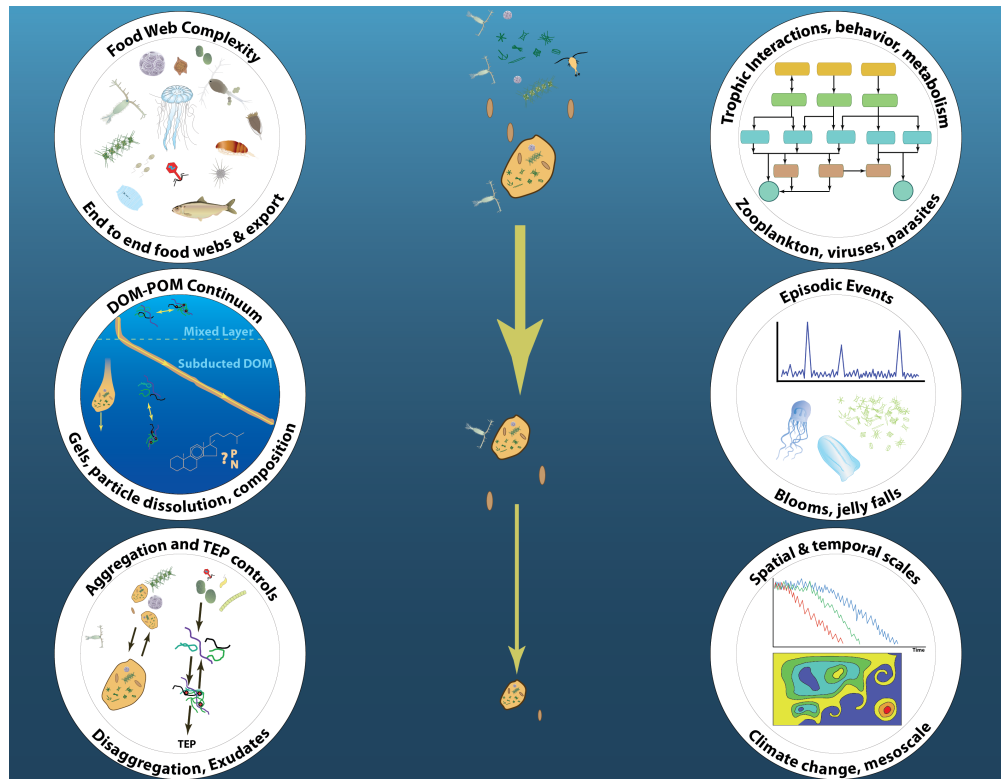 Food Web Complexity
End to end food webs & export
Trophic Interactions, behavior, metabolism
Zooplankton, viruses, parasites
DOM-POM Continuum
Mixed Layer
Subducted DOM
? P
N
Gels, particle dissolution, composition
Episodic Events
Blooms, jelly falls
Aggregation and TEP controls
TEP
Disaggregation, Exudates
Spatial & temporal scales
Time
Climate change, mesoscale